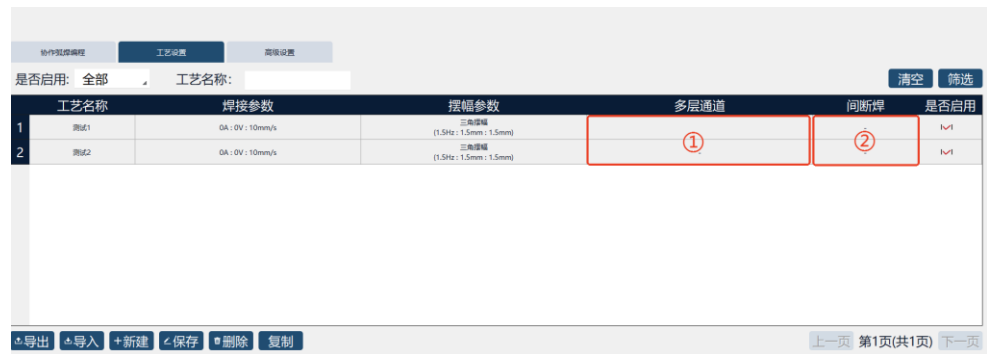 协作弧焊编程 工艺设置 高级设置
是否启用: 全部 工艺名称: 清空 筛选
工艺名称 焊接参数 摆幅参数 多层通道 间断焊 是否启用
1 测试1 0A : 0V : 10mm/s 三角摆幅
(1.5Hz : 1.5mm : 1.5mm) - -
2 测试2 0A : 0V : 10mm/s 三角摆幅
(1.5Hz : 1.5mm : 1.5mm) - -
① ②
导出 导入 +新建 保存 删除 复制 上一页 第1页(共1页) 下一页